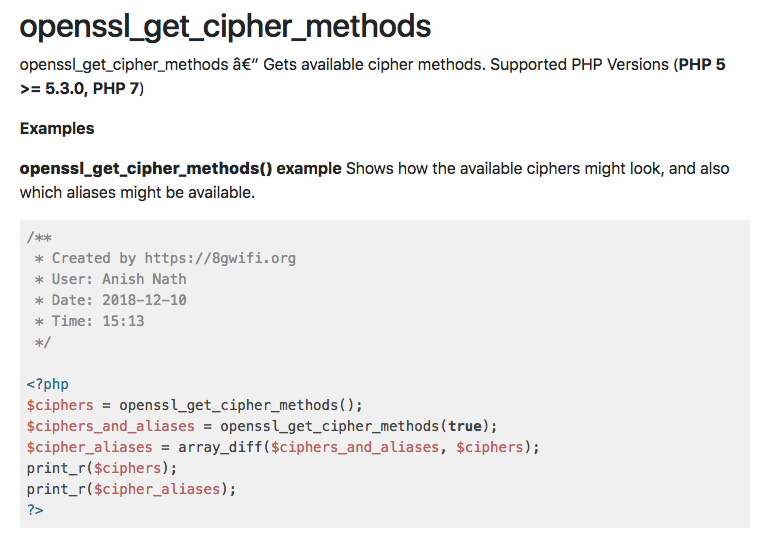 openssl_get_cipher_methods
openssl_get_cipher_methods â€” Gets available cipher methods. Supported PHP Versions (PHP 5
>= 5.3.0, PHP 7)
Examples
openssl_get_cipher_methods() example Shows how the available ciphers might look, and also
which aliases might be available.
/**
 * Created by https://8gwifi.org
 * User: Anish Nath
 * Date: 2018-12-10
 * Time: 15:13
 */
<?php
$ciphers = openssl_get_cipher_methods();
$ciphers_and_aliases = openssl_get_cipher_methods(true);
$cipher_aliases = array_diff($ciphers_and_aliases, $ciphers);
print_r($ciphers);
print_r($cipher_aliases);
?>